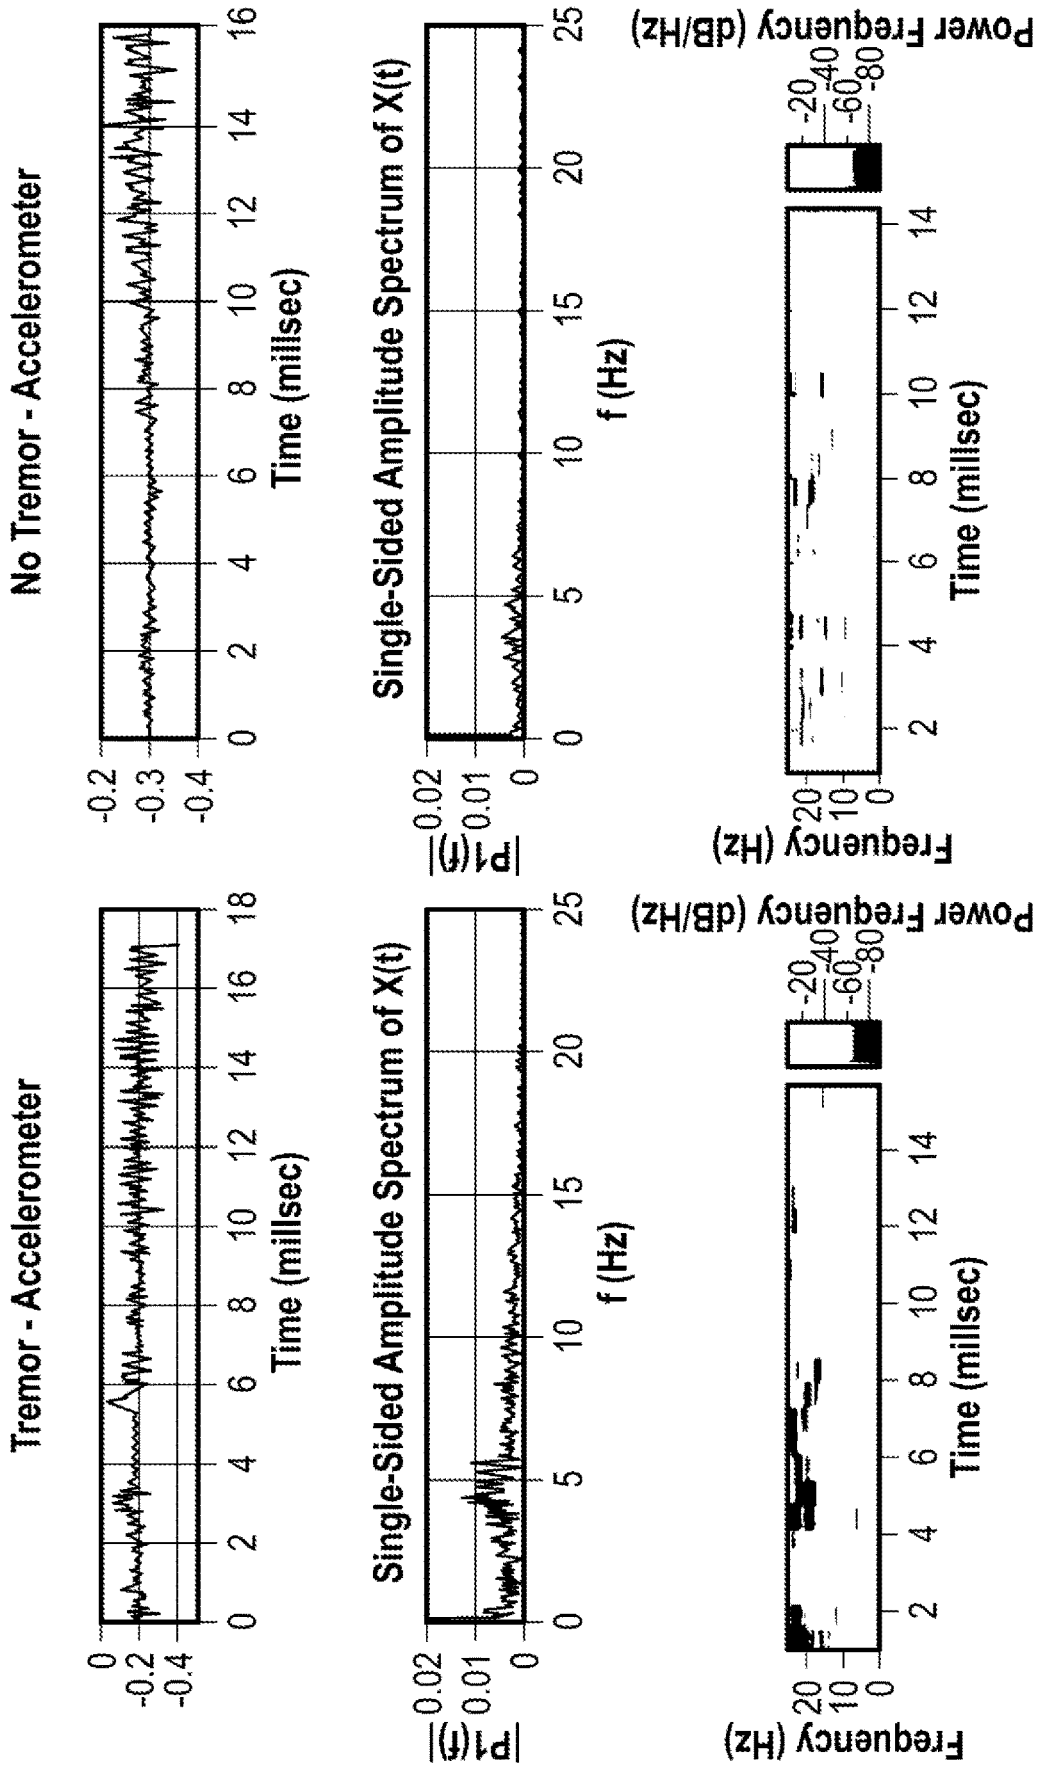 Tremor - Accelerometer
0
-0.2
-0.4
0 2 4 6 8 10 12 14 16 18
Time (millsec)
Single-Sided Amplitude Spectrum of X(t)
|P1(f)|
0.02
0.01
0
0 5 10 15 20 25
f (Hz)
Frequency (Hz)
20
10
0
2 4 6 8 10 12 14
Time (millsec)
-20
-40
-60
-80
Power Frequency (dB/Hz)
No Tremor - Accelerometer
-0.2
-0.3
-0.4
0 2 4 6 8 10 12 14 16
Time (millsec)
Single-Sided Amplitude Spectrum of X(t)
|P1(f)|
0.02
0.01
0
0 5 10 15 20 25
f (Hz)
Frequency (Hz)
20
10
0
2 4 6 8 10 12 14
Time (millsec)
-20
-40
-60
-80
Power Frequency (dB/Hz)